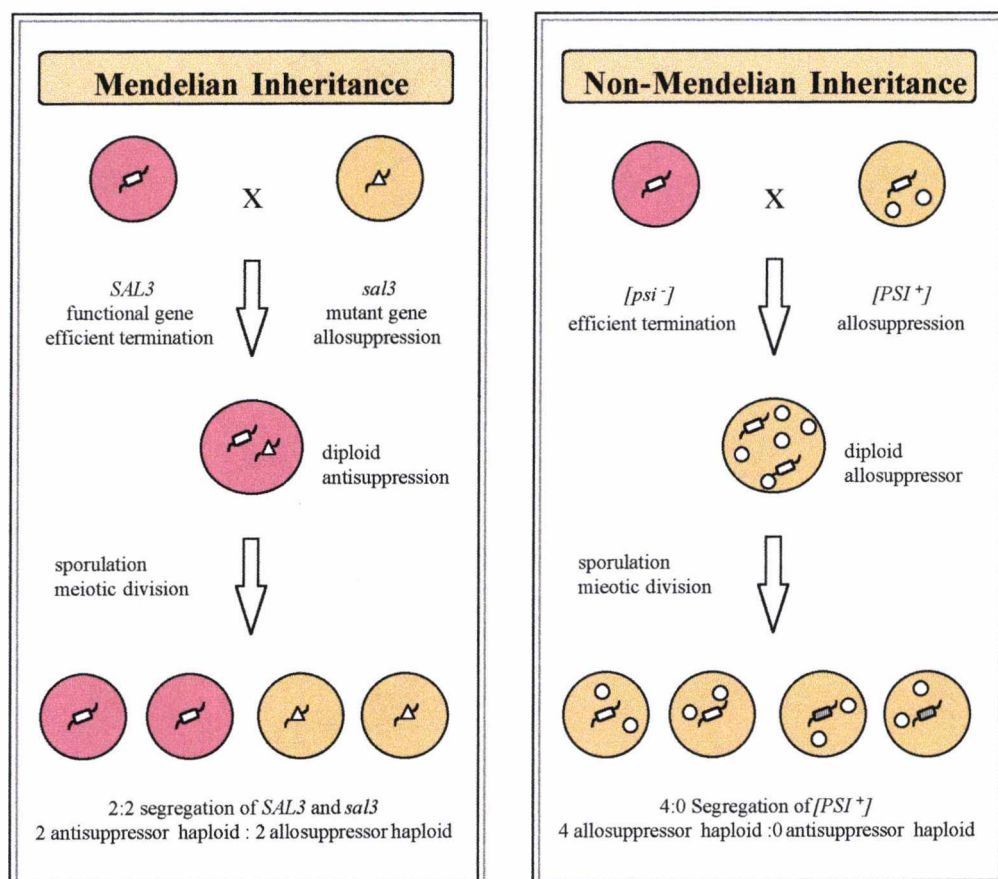 Mendelian Inheritance
X
SAL3
functional gene
efficient termination
sal3
mutant gene
allosuppression
diploid
antisuppression
sporulation
meiotic division
2:2 segregation of SAL3 and sal3
2 antisuppressor haploid : 2 allosuppressor haploid
Non-Mendelian Inheritance
X
[psi -]
efficient termination
[PSI +]
allosuppression
diploid
allosuppressor
sporulation
mieotic division
4:0 Segregation of [PSI +]
4 allosuppressor haploid :0 antisuppressor haploid